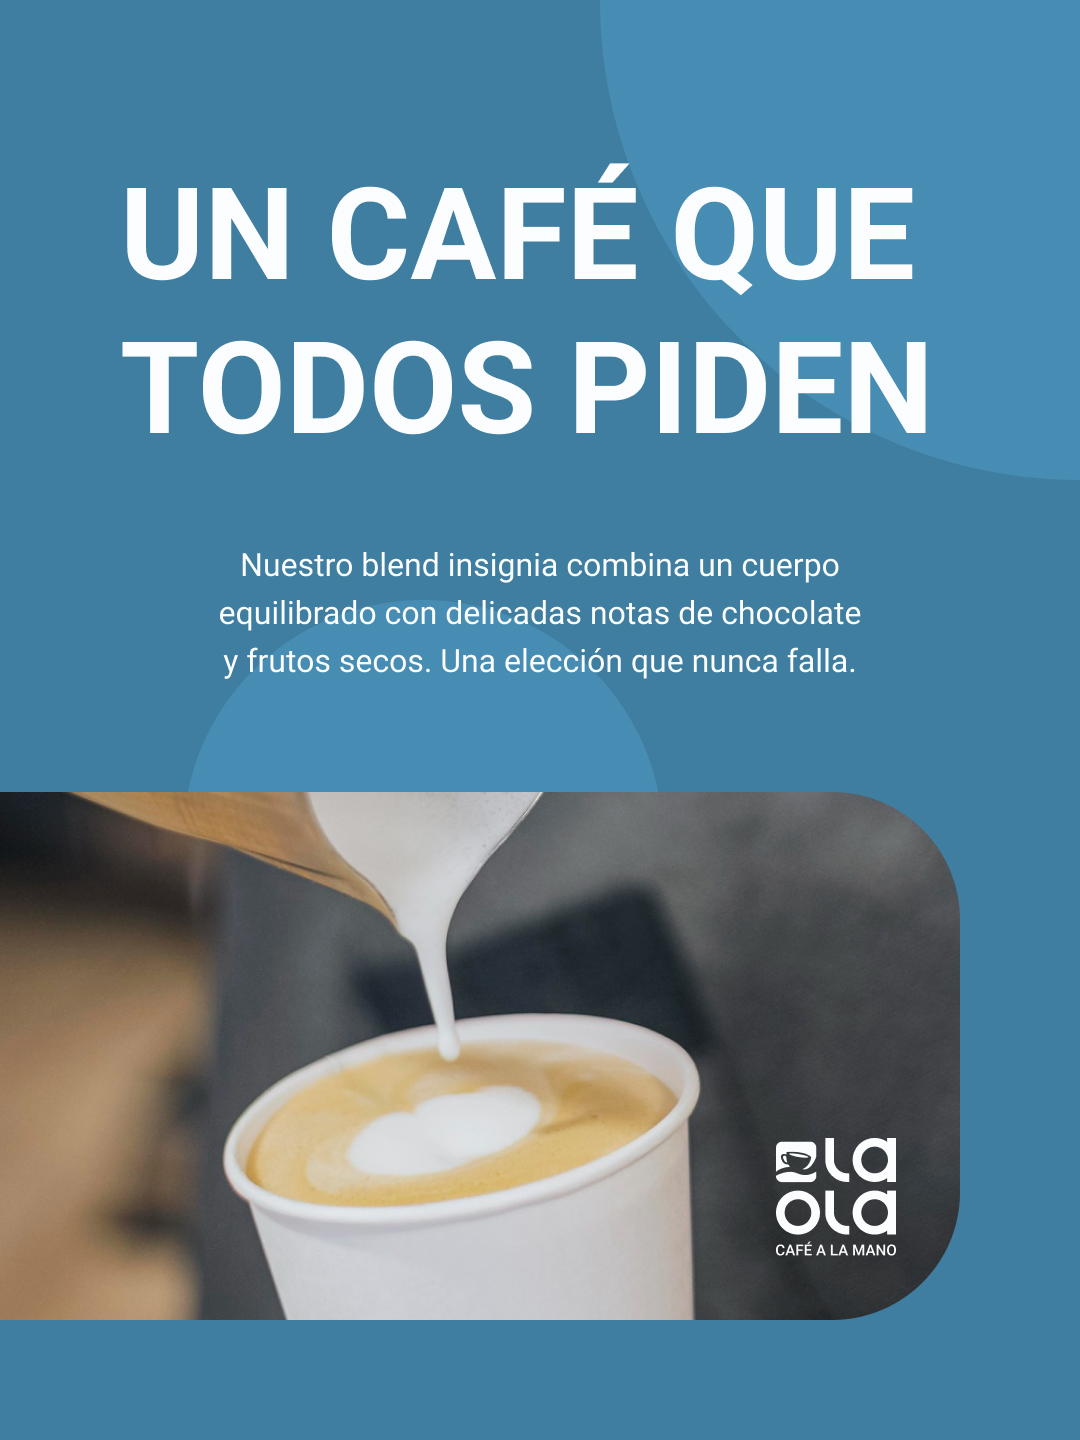 UN CAFÉ QUE
TODOS PIDEN
Nuestro blend insignia combina un cuerpo
equilibrado con delicadas notas de chocolate
y frutos secos. Una elección que nunca falla.
La
ola
CAFÉ A LA MANO